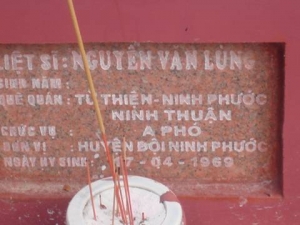 LIỆT SĨ: NGUYỄN VĂN LÙNG
SINH NĂM:
QUÊ QUÁN: TỪ THIỆN-NINH PHƯỚC
NINH THUẬN
CHỨC VỤ: A PHÓ
ĐƠN VỊ: HUYỆN ĐỘI NINH PHƯỚC
NGÀY HY SINH: 17-04-1969